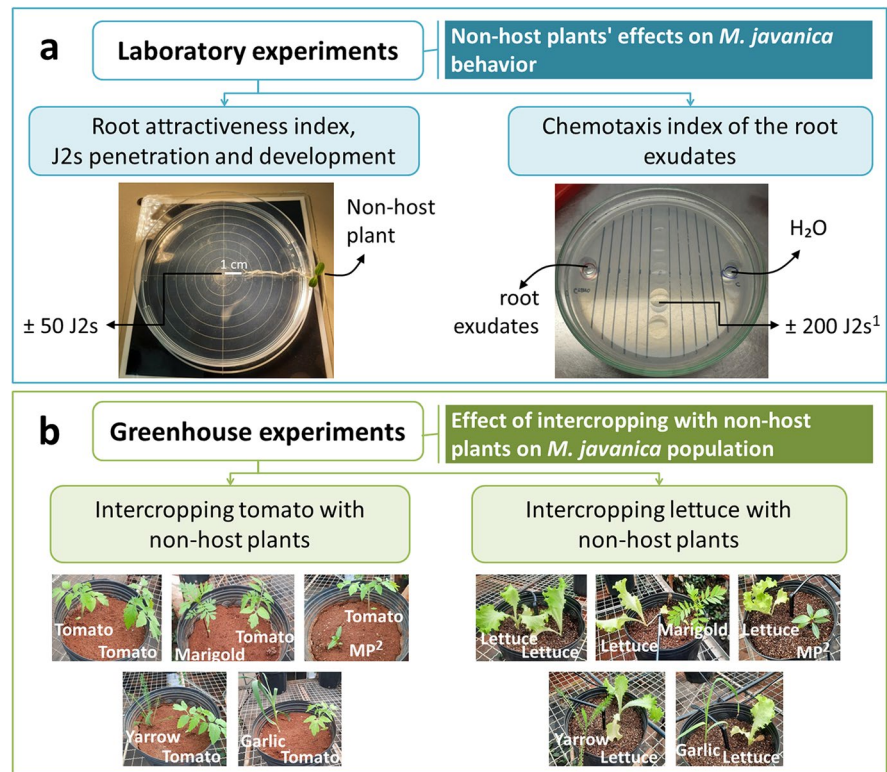 a
Laboratory experiments
Non-host plants' effects on M. javanica
behavior
Root attractiveness index,
J2s penetration and development
Chemotaxis index of the root
exudates
1 cm
Non-host
plant
± 50 J2s
H₂O
root
exudates
± 200 J2s¹
b
Greenhouse experiments
Effect of intercropping with non-host
plants on M. javanica population
Intercropping tomato with
non-host plants
Intercropping lettuce with
non-host plants
Tomato
Tomato
Marigold
Tomato
Tomato
MP²
Lettuce
Lettuce
Lettuce
Marigold
Lettuce
MP²
Yarrow
Tomato
Garlic
Tomato
Yarrow
Lettuce
Garlic
Lettuce